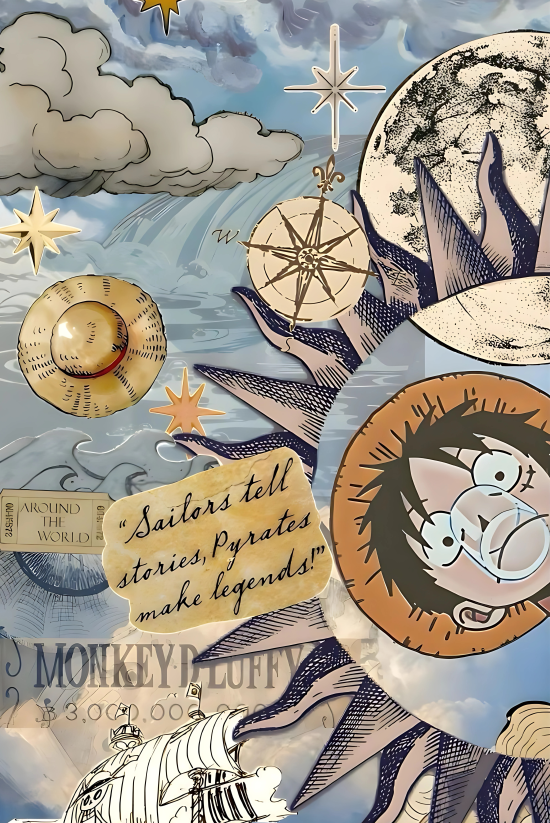 W
AROUND
THE
WORLD
"Sailors tell
stories, Pyrates
make legends!"
MONKEY D LUFFY